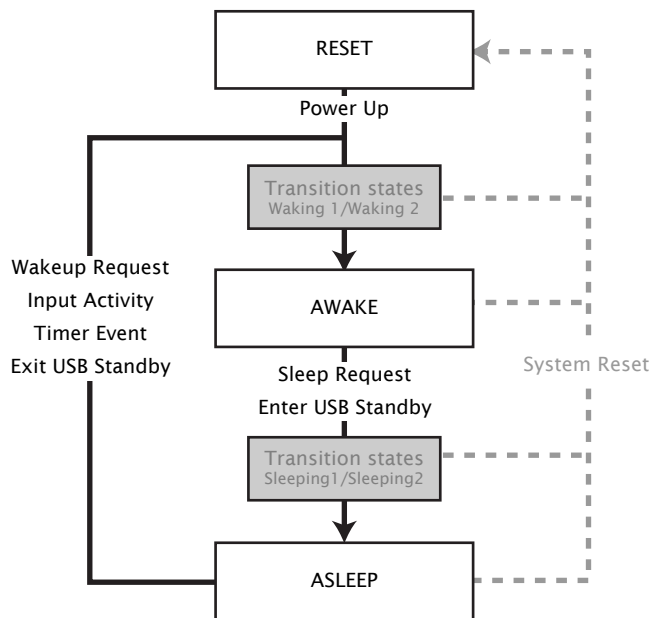 RESET
Power Up
Transition states
Waking 1/Waking 2
Wakeup Request
Input Activity
Timer Event
Exit USB Standby
AWAKE
System Reset
Sleep Request
Enter USB Standby
Transition states
Sleeping1/Sleeping2
ASLEEP